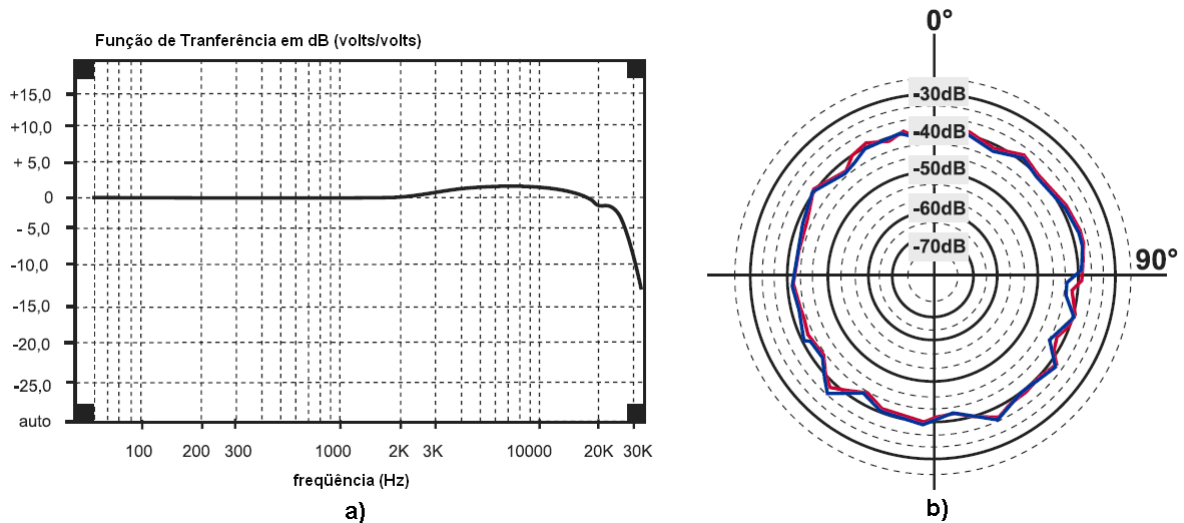 Função de Tranferência em dB (volts/volts)
+15,0
+10,0
+ 5,0
0
- 5,0
-10,0
-15,0
-20,0
-25,0
auto
100 200 300 1000 2K 3K 10000 20K 30K
freqüência (Hz)
a)
0°
-30dB
-40dB
-50dB
-60dB
-70dB
90°
b)